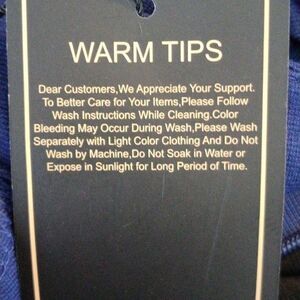 WARM TIPS
Dear Customers,We Appreciate Your Support.
To Better Care for Your Items,Please Follow
Wash Instructions While Cleaning.Color
Bleeding May Occur During Wash,Please Wash
Separately with Light Color Clothing And Do Not
Wash by Machine,Do Not Soak in Water or
Expose in Sunlight for Long Period of Time.